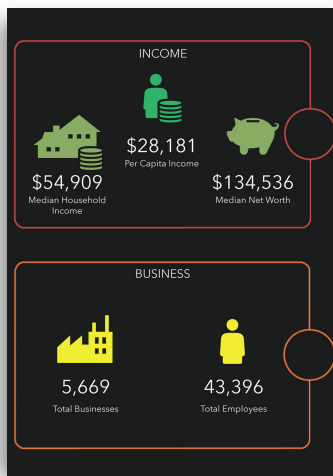 INCOME
$28,181
Per Capita Income
$54,909
Median Household
Income
$134,536
Median Net Worth
BUSINESS
5,669
Total Businesses
43,396
Total Employees